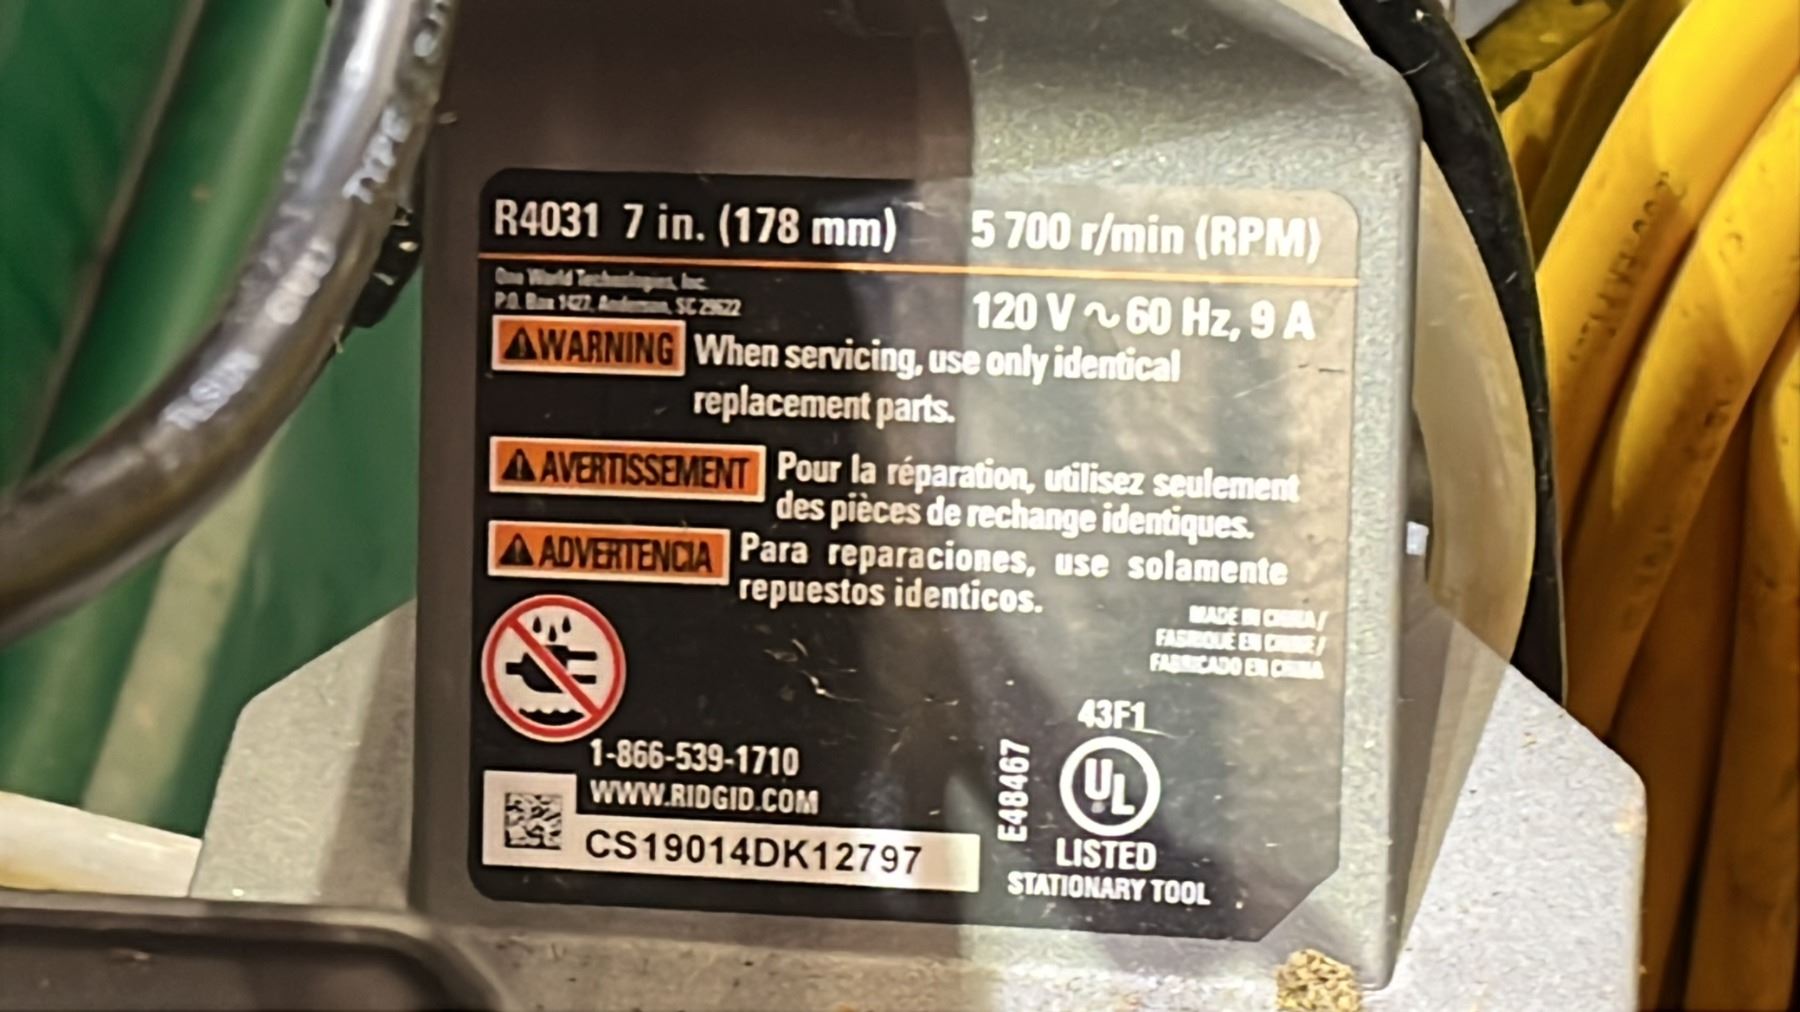 R4031 7 in. (178 mm) 5 700 r/min (RPM)
One World Technologies, Inc.
P.O. Box 1427, Anderson, SC 29622
120 V ~ 60 Hz, 9 A
WARNING When servicing, use only identical
replacement parts.
AVERTISSEMENT Pour la réparation, utilisez seulement
des pièces de rechange identiques.
ADVERTENCIA Para reparaciones, use solamente
repuestos identicos.
MADE IN CHINA /
FABRIQUÉ EN CHINE /
FABRICADO EN CHINA
1-866-539-1710
WWW.RIDGID.COM
CS19014DK12797
43F1
E48467
UL
LISTED
STATIONARY TOOL
TYPE